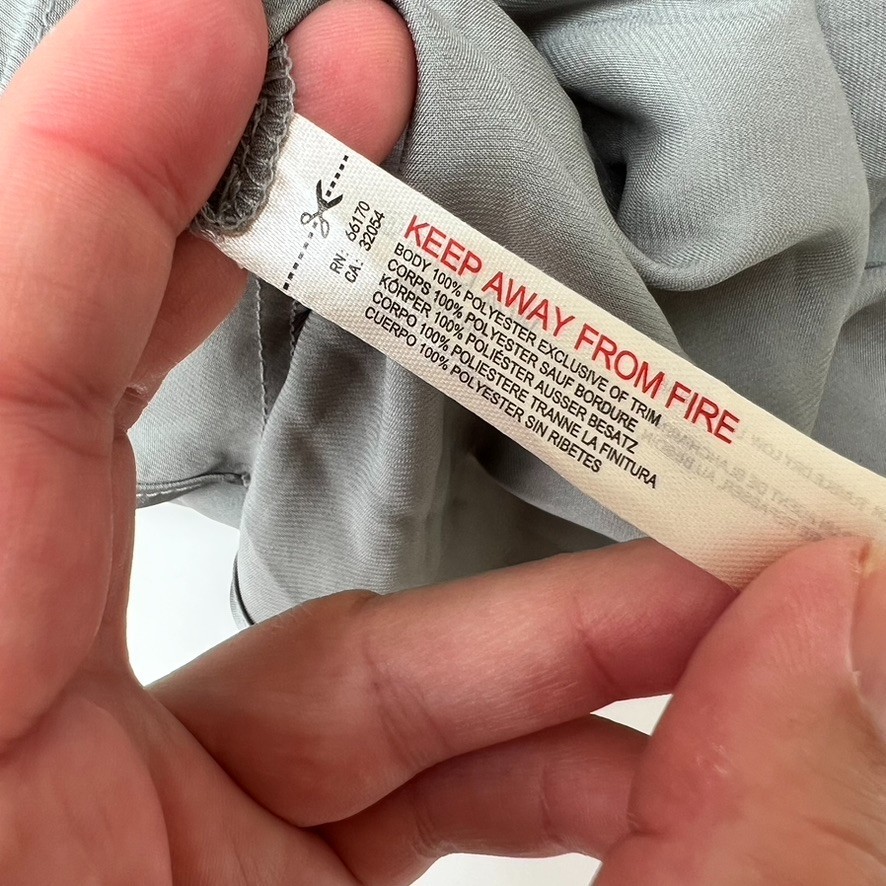 RN: 66170
CA: 32054
KEEP AWAY FROM FIRE
BODY 100% POLYESTER EXCLUSIVE OF TRIM
CORPS 100% POLYESTER SAUF BORDURE
KÖRPER 100% POLIÉSTER AUSSER BESATZ
CORPO 100% POLIESTERE TRANNE LA FINITURA
CUERPO 100% POLYESTER SIN RIBETES